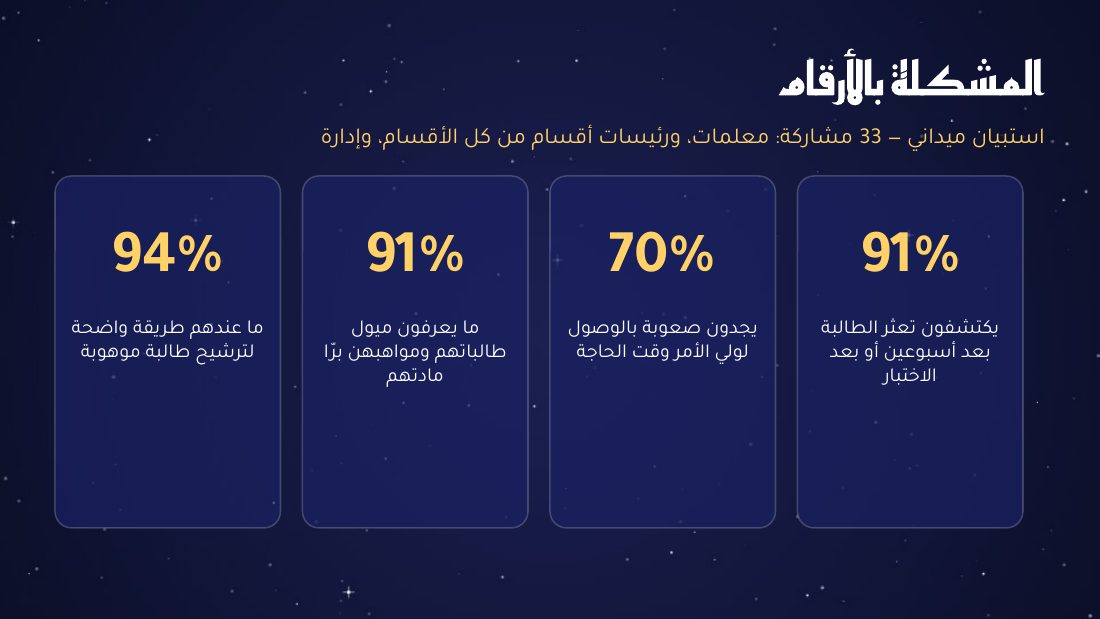 المشكلة بالأرقام
استبيان ميداني – 33 مشاركة: معلمات، ورئيسات أقسام من كل الأقسام، وإدارة
91%
يكتشفون تعثر الطالبة
بعد أسبوعين أو بعد
الاختبار
70%
يجدون صعوبة بالوصول
لولي الأمر وقت الحاجة
91%
ما يعرفون ميول
طالباتهم ومواهبهن برّا
مادتهم
94%
ما عندهم طريقة واضحة
لترشيح طالبة موهوبة